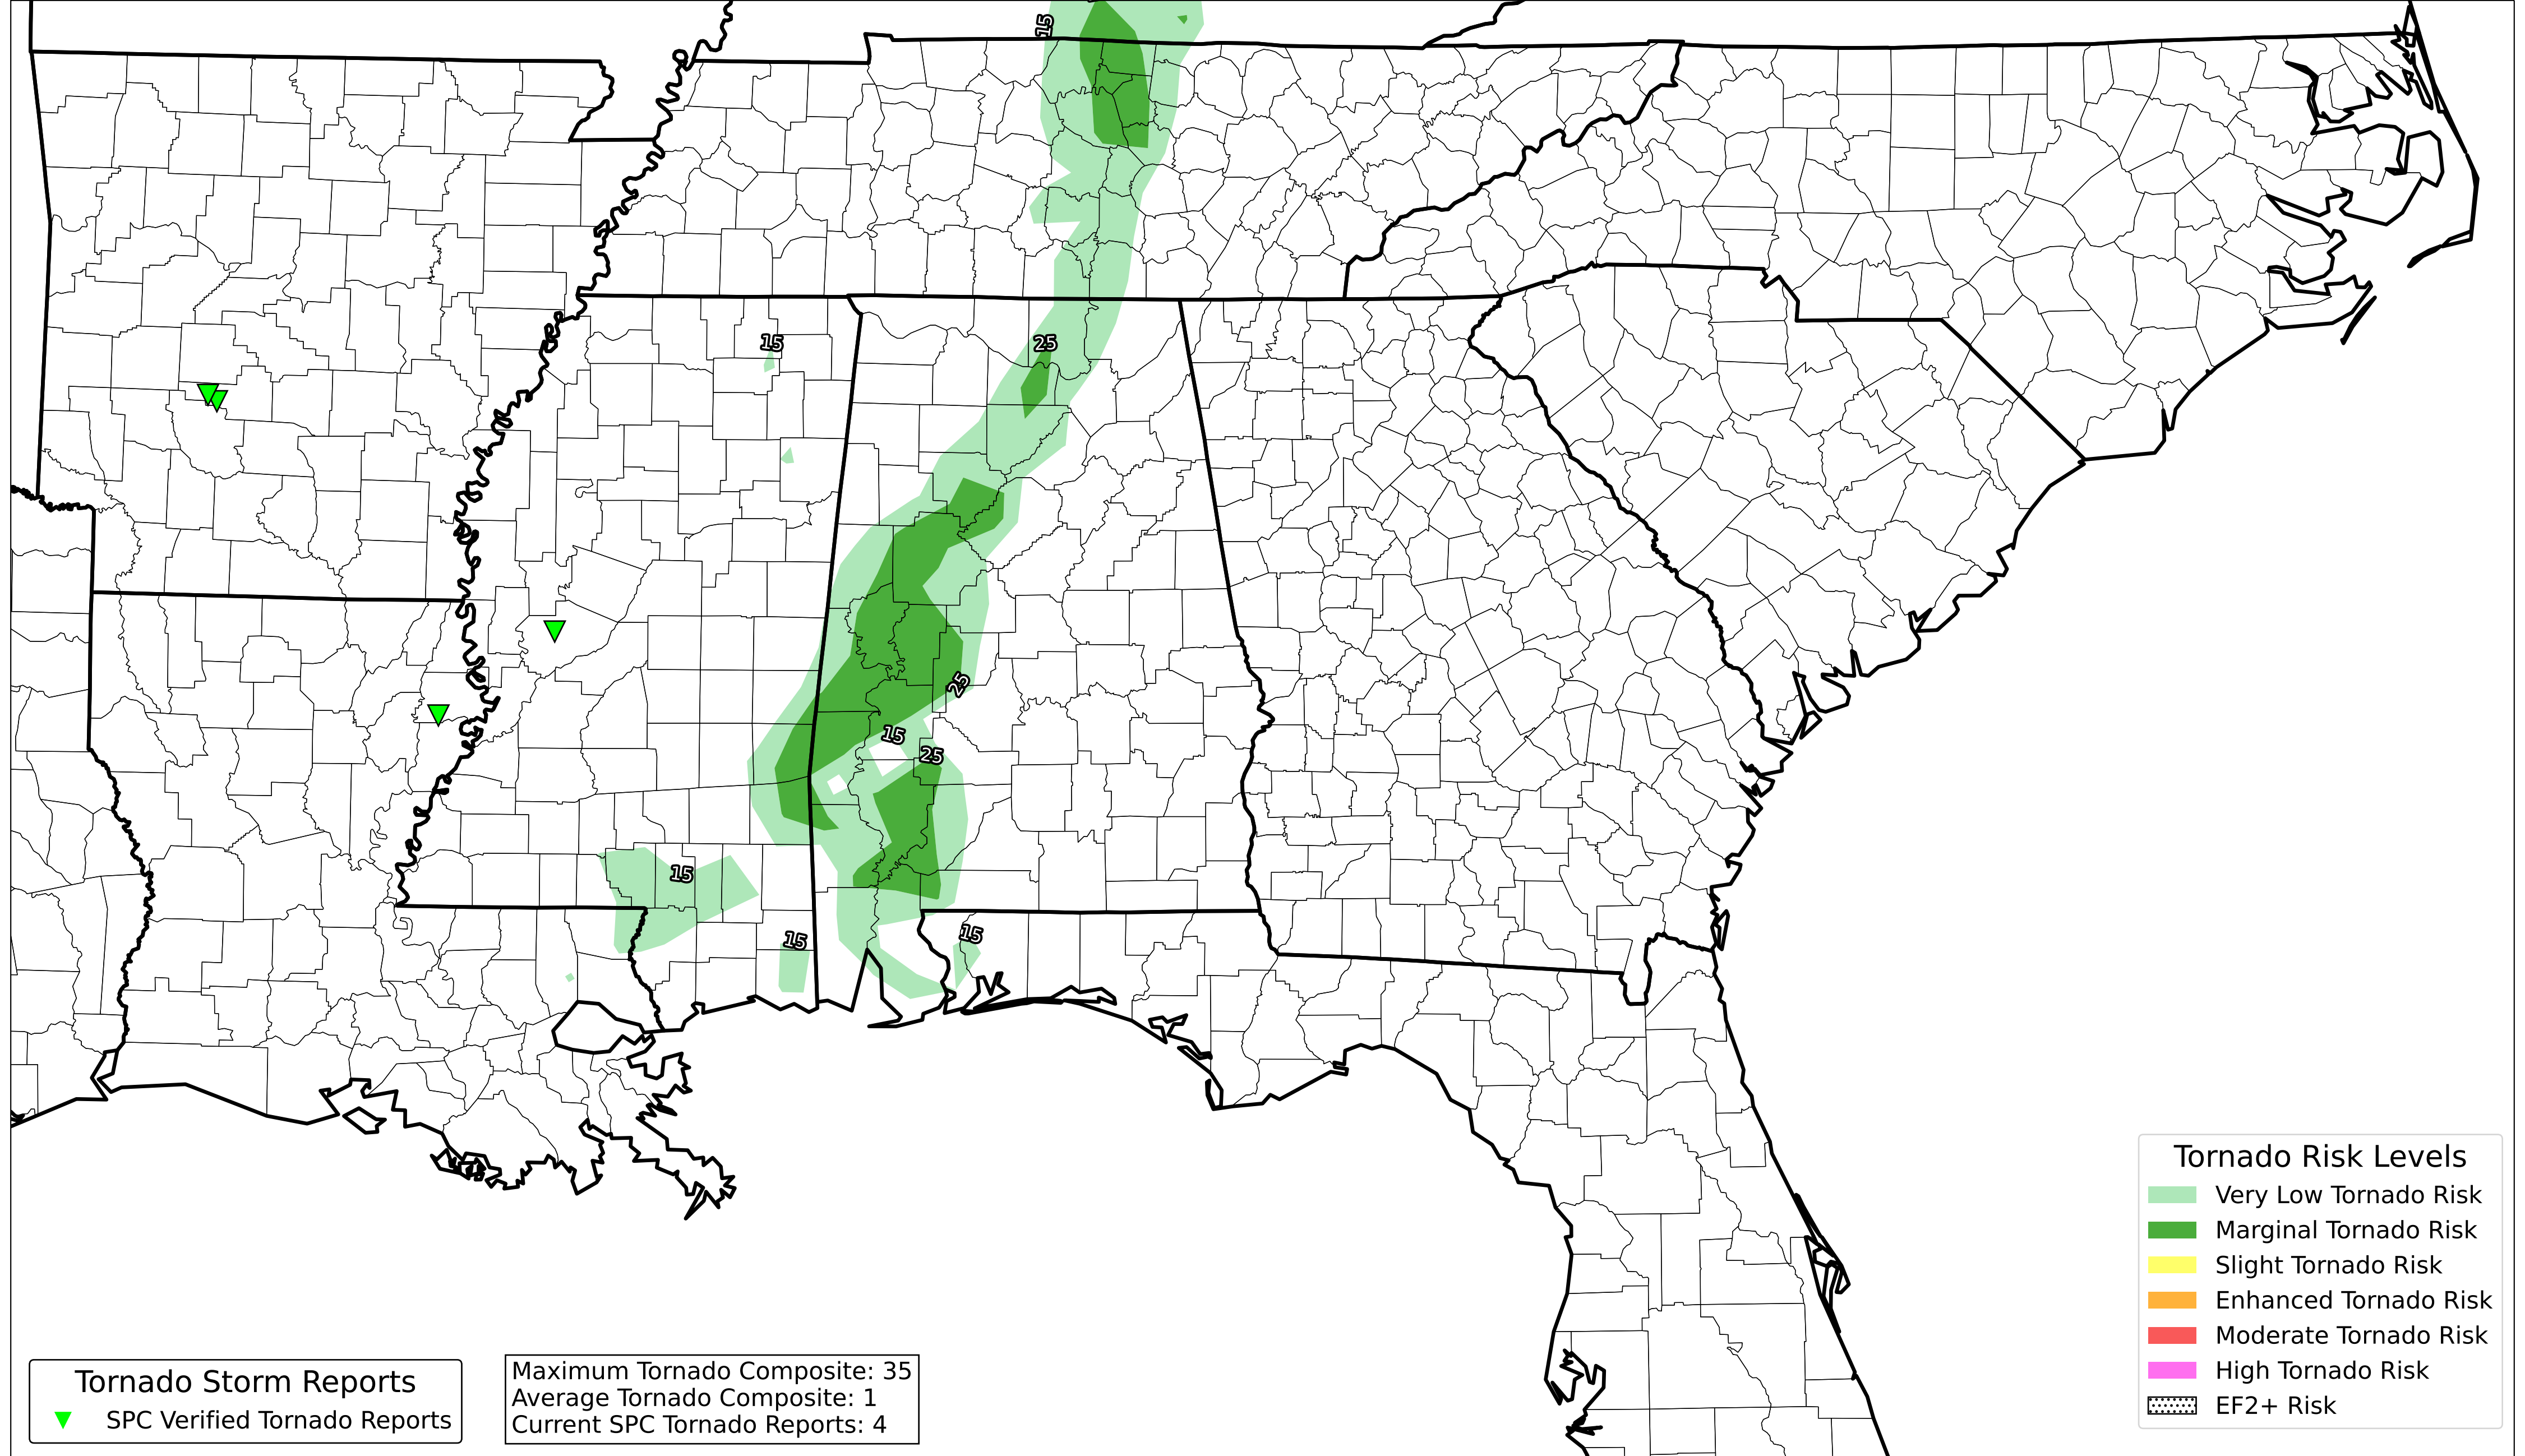 15
15
25
25
15
25
15
15
15
Tornado Risk Levels
Very Low Tornado Risk
Marginal Tornado Risk
Slight Tornado Risk
Enhanced Tornado Risk
Moderate Tornado Risk
High Tornado Risk
EF2+ Risk
Tornado Storm Reports
SPC Verified Tornado Reports
Maximum Tornado Composite: 35
Average Tornado Composite: 1
Current SPC Tornado Reports: 4